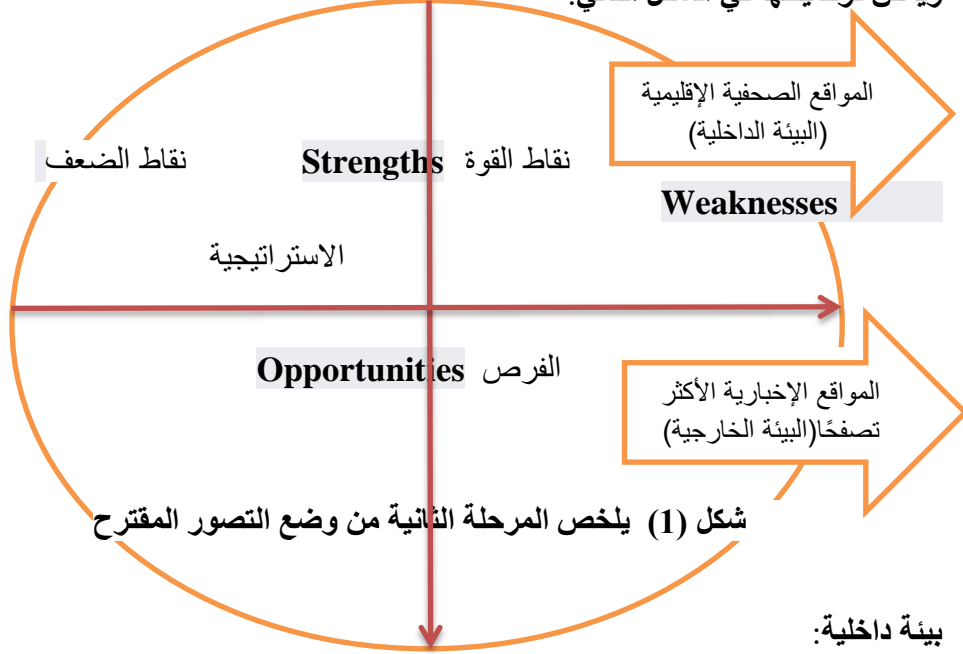 المواقع الصحفية الإقليمية
(البيئة الداخلية)
نقاط القوة Strengths نقاط الضعف
Weaknesses
الاستراتيجية
الفرص Opportunities
المواقع الإخبارية الأكثر
تصفحًا(البيئة الخارجية)
شكل (1) يلخص المرحلة الثانية من وضع التصور المقترح
بيئة داخلية: